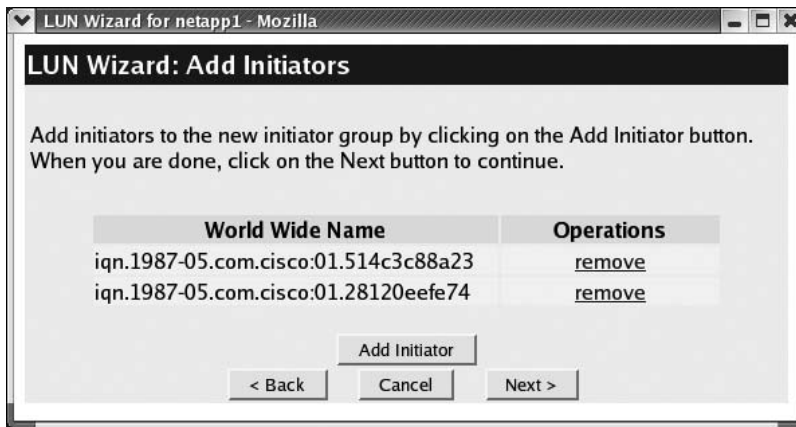 LUN Wizard for netapp1 - Mozilla
LUN Wizard: Add Initiators
Add initiators to the new initiator group by clicking on the Add Initiator button.
When you are done, click on the Next button to continue.
World Wide Name Operations
iqn.1987-05.com.cisco:01.514c3c88a23 remove
iqn.1987-05.com.cisco:01.28120eefe74 remove
Add Initiator
< Back Cancel Next >